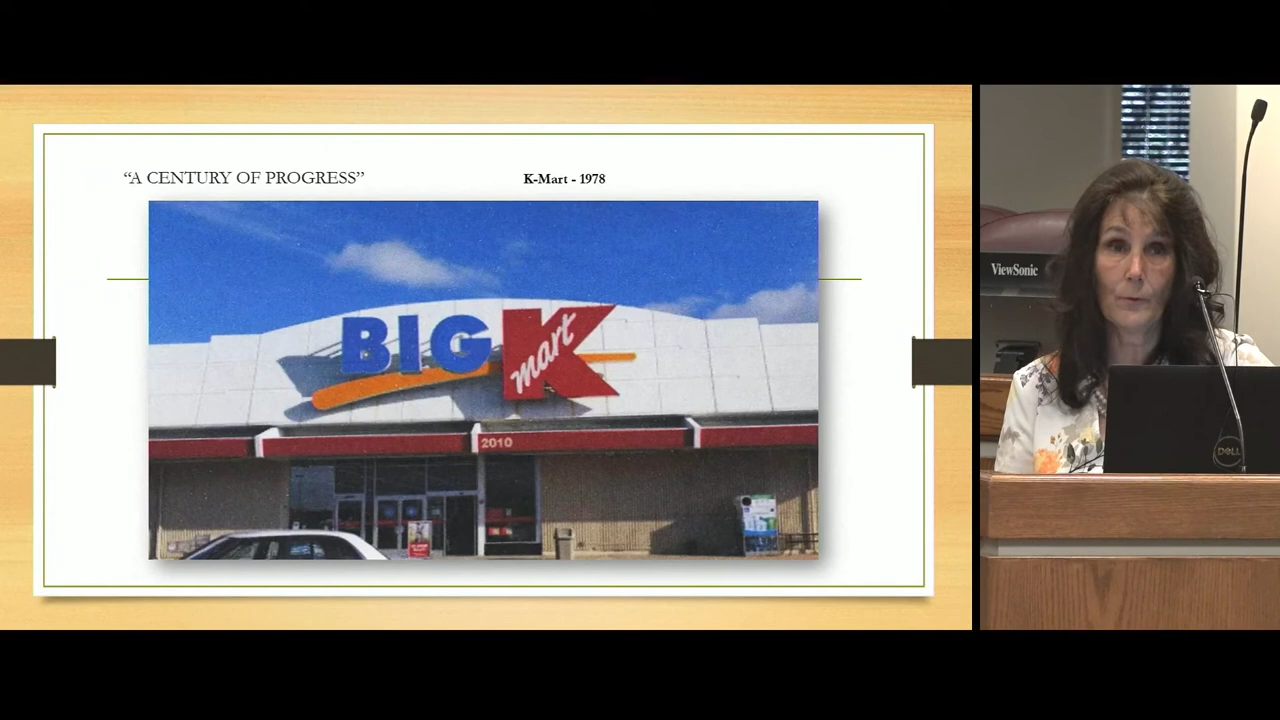 “A CENTURY OF PROGRESS”
K-Mart - 1978
BIG K
mart
2010
ViewSonic
DELL